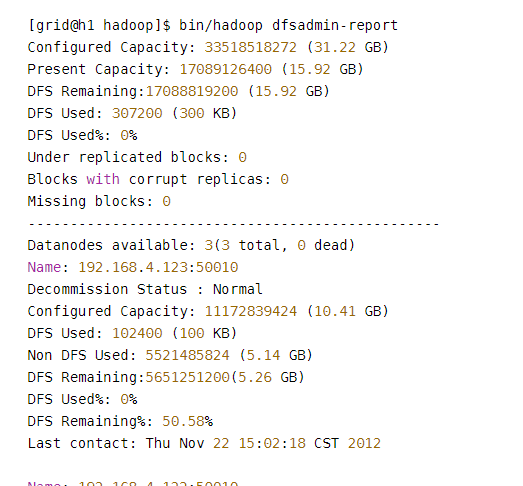 [grid@h1 hadoop]$ bin/hadoop dfsadmin-report
Configured Capacity: 33518518272 (31.22 GB)
Present Capacity: 17089126400 (15.92 GB)
DFS Remaining:17088819200 (15.92 GB)
DFS Used: 307200 (300 KB)
DFS Used%: 0%
Under replicated blocks: 0
Blocks with corrupt replicas: 0
Missing blocks: 0
-------------------------------------------------
Datanodes available: 3(3 total, 0 dead)
Name: 192.168.4.123:50010
Decommission Status : Normal
Configured Capacity: 11172839424 (10.41 GB)
DFS Used: 102400 (100 KB)
Non DFS Used: 5521485824 (5.14 GB)
DFS Remaining:5651251200(5.26 GB)
DFS Used%: 0%
DFS Remaining%: 50.58%
Last contact: Thu Nov 22 15:02:18 CST 2012
Name: